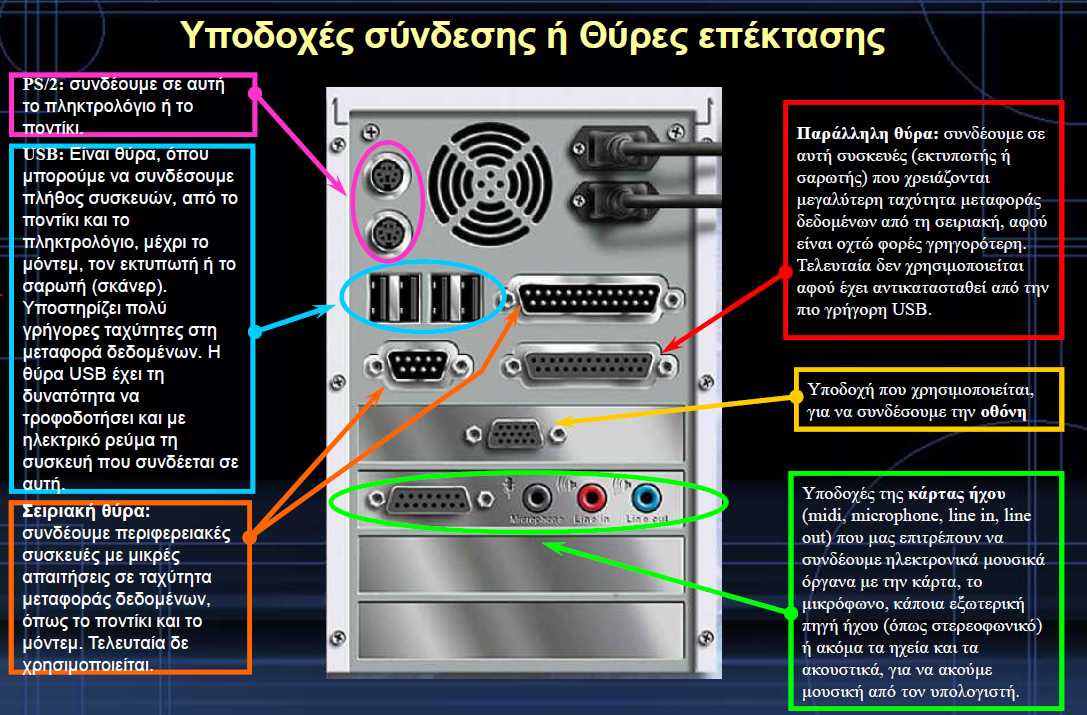 Υποδοχές σύνδεσης ή Θύρες επέκτασης
PS/2: συνδέουμε σε αυτή
το πληκτρολόγιο ή το
ποντίκι.
USB: Είναι θύρα, όπου
μπορούμε να συνδέσουμε
πλήθος συσκευών, από το
ποντίκι και το
πληκτρολόγιο, μέχρι το
μόντεμ, τον εκτυπωτή ή το
σαρωτή (σκάνερ).
Υποστηρίζει πολύ
γρήγορες ταχύτητες στη
μεταφορά δεδομένων. Η
θύρα USB έχει τη
δυνατότητα να
τροφοδοτήσει και με
ηλεκτρικό ρεύμα τη
συσκευή που συνδέεται σε
αυτή.
Σειριακή θύρα:
συνδέουμε περιφερειακές
συσκευές με μικρές
απαιτήσεις σε ταχύτητα
μεταφοράς δεδομένων,
όπως το ποντίκι και το
μόντεμ. Τελευταία δε
χρησιμοποιείται.
Microphone Line in Line out
Παράλληλη θύρα: συνδέουμε σε
αυτή συσκευές (εκτυπωτής ή
σαρωτής) που χρειάζονται
μεγαλύτερη ταχύτητα μεταφοράς
δεδομένων από τη σειριακή, αφού
είναι οχτώ φορές γρηγορότερη.
Τελευταία δεν χρησιμοποιείται
αφού έχει αντικατασταθεί από την
πιο γρήγορη USB.
Υποδοχή που χρησιμοποιείται,
για να συνδέσουμε την οθόνη
Υποδοχές της κάρτας ήχου
(midi, microphone, line in, line
out) που μας επιτρέπουν να
συνδέουμε ηλεκτρονικά μουσικά
όργανα με την κάρτα, το
μικρόφωνο, κάποια εξωτερική
πηγή ήχου (όπως στερεοφωνικό)
ή ακόμα τα ηχεία και τα
ακουστικά, για να ακούμε
μουσική από τον υπολογιστή.